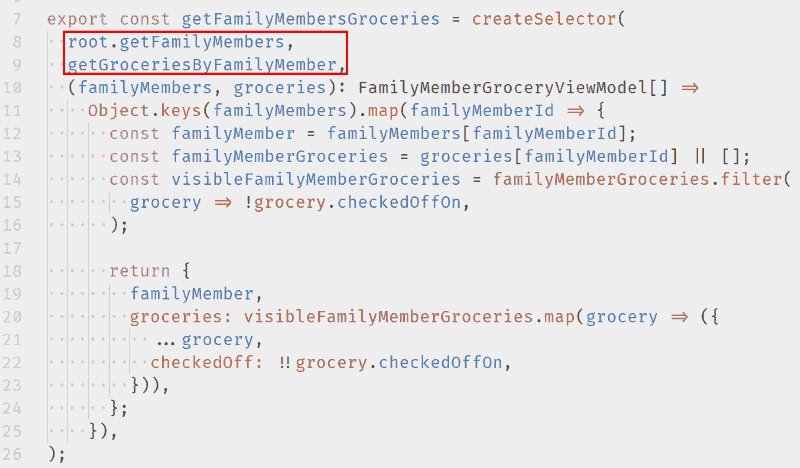 7 export const getFamilyMembersGroceries = createSelector(
8 root.getFamilyMembers,
9 getGroceriesByFamilyMember,
10 (familyMembers, groceries): FamilyMemberGroceryViewModel[] =>
11 Object.keys(familyMembers).map(familyMemberId => {
12 const familyMember = familyMembers[familyMemberId];
13 const familyMemberGroceries = groceries[familyMemberId] || [];
14 const visibleFamilyMemberGroceries = familyMemberGroceries.filter(
15 grocery => !grocery.checkedOffOn,
16 );
17
18 return {
19 familyMember,
20 groceries: visibleFamilyMemberGroceries.map(grocery => ({
21 ...grocery,
22 checkedOff: !!grocery.checkedOffOn,
23 })),
24 };
25 }),
26 );